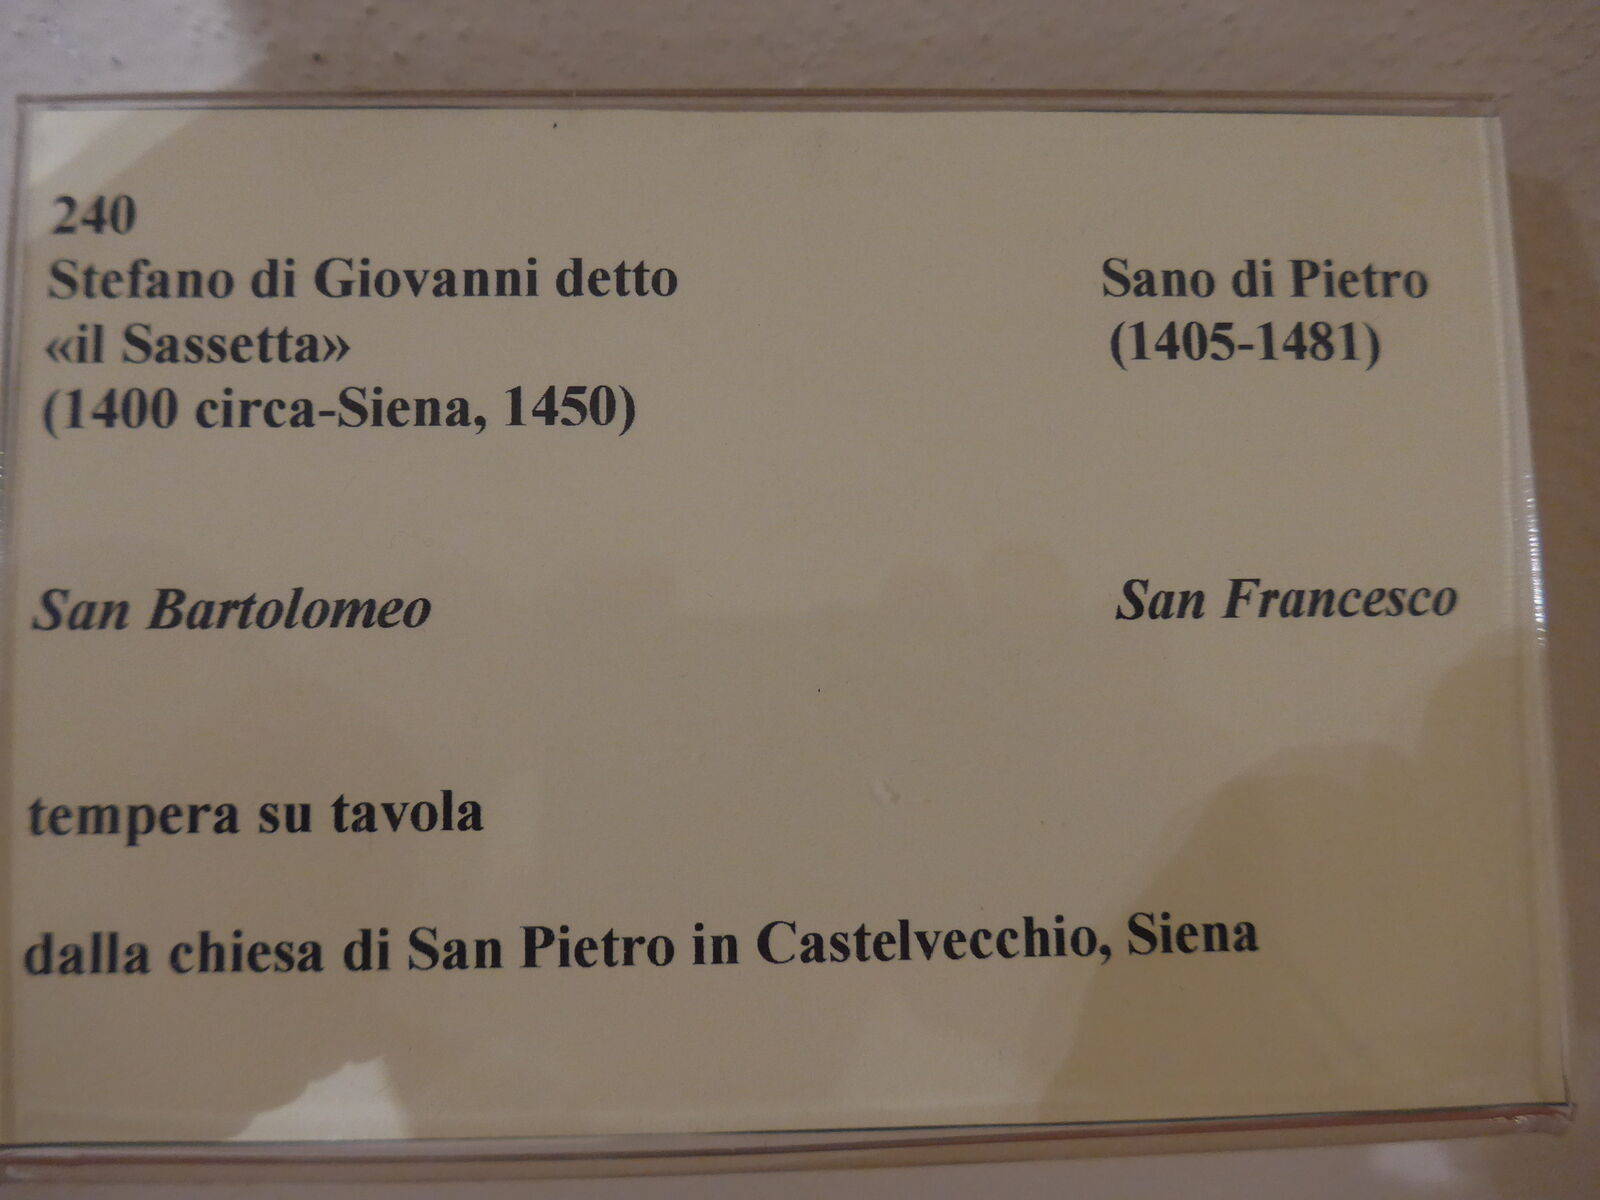 240
Stefano di Giovanni detto
«il Sassetta»
(1400 circa-Siena, 1450)
Sano di Pietro
(1405-1481)
San Bartolomeo
San Francesco
tempera su tavola
dalla chiesa di San Pietro in Castelvecchio, Siena